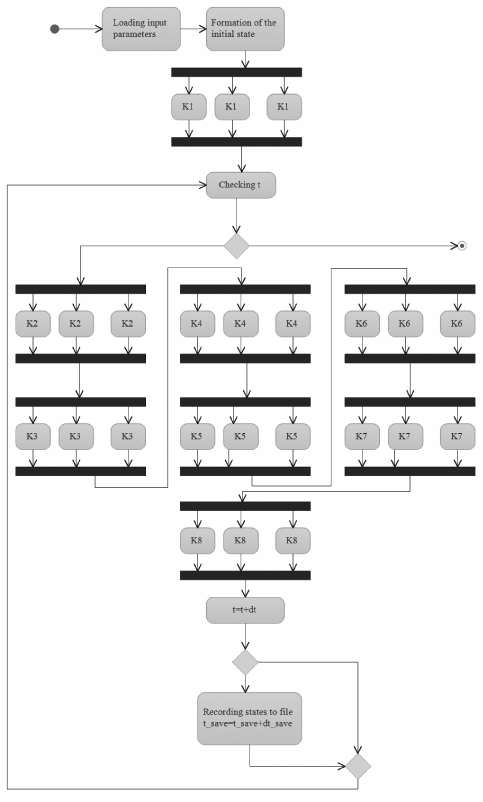 Loading input
parameters
Formation of the
initial state
K1 K1 K1
Checking t
K2 K2 K2 K4 K4 K4 K6 K6 K6
K3 K3 K3 K5 K5 K5 K7 K7 K7
K8 K8 K8
t=t+dt
Recording states to file
t_save=t_save+dt_save